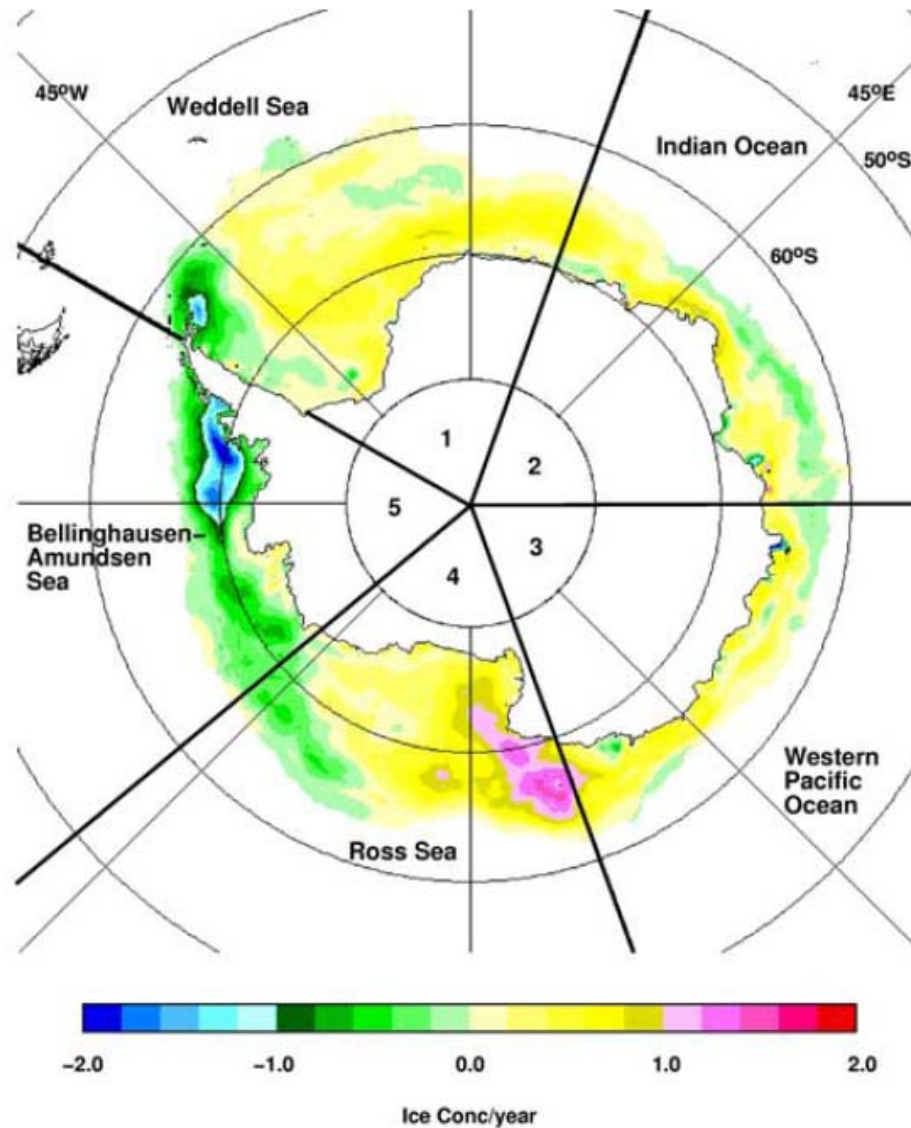 45ºW
Weddell Sea
45ºE
50ºS
Indian Ocean
60ºS
1
2
5
3
4
Bellinghausen–
Amundsen
Sea
Western
Pacific
Ocean
Ross Sea
−2.0 −1.0 0.0 1.0 2.0
Ice Conc/year